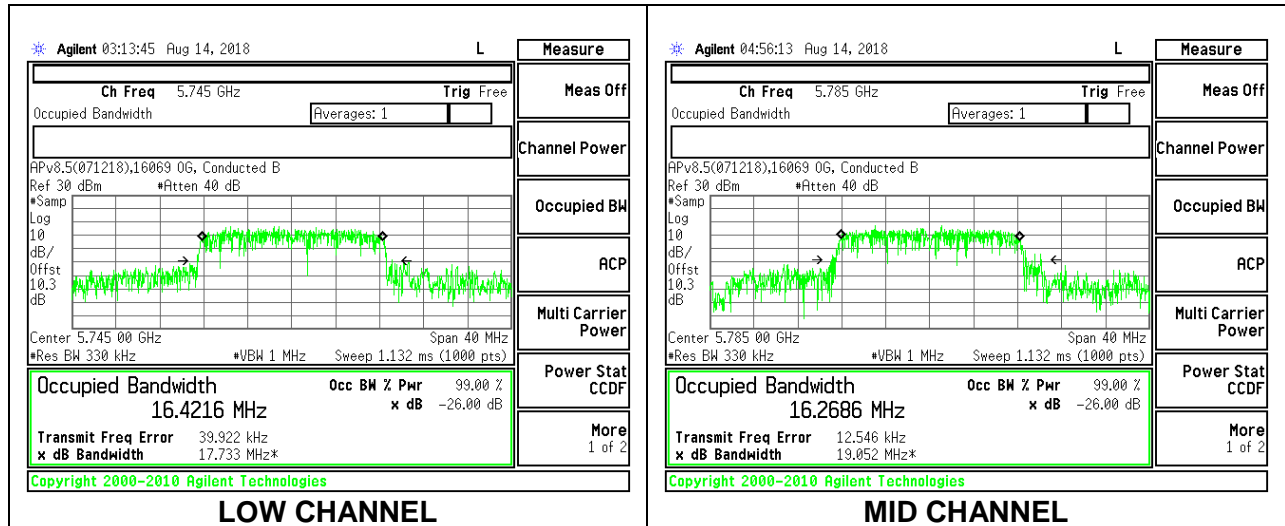 Agilent 03:13:45 Aug 14, 2018 L Measure
Ch Freq 5.745 GHz Trig Free
Occupied Bandwidth Averages: 1
APv8.5(071218),16069 OG, Conducted B
Ref 30 dBm #Atten 40 dB
#Samp
Log
10
dB/
Offst
10.3
dB
Center 5.745 00 GHz Span 40 MHz
#Res BW 330 kHz #VBW 1 MHz Sweep 1.132 ms (1000 pts)
Occupied Bandwidth Occ BW % Pwr 99.00 %
16.4216 MHz x dB -26.00 dB
Transmit Freq Error 39.922 kHz
x dB Bandwidth 17.733 MHz*
Copyright 2000-2010 Agilent Technologies
Meas Off
Channel Power
Occupied BW
ACP
Multi Carrier
Power
Power Stat
CCDF
More
1 of 2
LOW CHANNEL
Agilent 04:56:13 Aug 14, 2018 L Measure
Ch Freq 5.785 GHz Trig Free
Occupied Bandwidth Averages: 1
APv8.5(071218),16069 OG, Conducted B
Ref 30 dBm #Atten 40 dB
#Samp
Log
10
dB/
Offst
10.3
dB
Center 5.785 00 GHz Span 40 MHz
#Res BW 330 kHz #VBW 1 MHz Sweep 1.132 ms (1000 pts)
Occupied Bandwidth Occ BW % Pwr 99.00 %
16.2686 MHz x dB -26.00 dB
Transmit Freq Error 12.546 kHz
x dB Bandwidth 19.052 MHz*
Copyright 2000-2010 Agilent Technologies
Meas Off
Channel Power
Occupied BW
ACP
Multi Carrier
Power
Power Stat
CCDF
More
1 of 2
MID CHANNEL